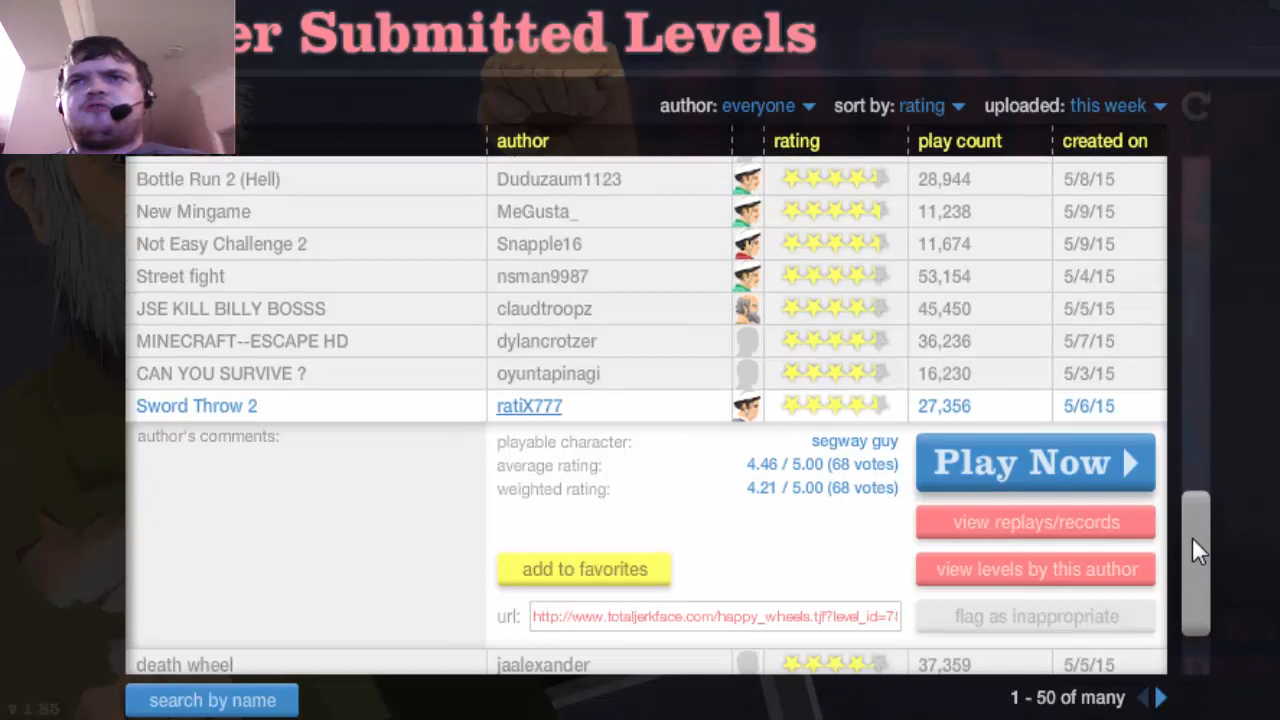 er Submitted Levels
author: everyone sort by: rating uploaded: this week
author rating play count created on
Bottle Run 2 (Hell) Duduzaum1123 28,944 5/8/15
New Mingame MeGusta_ 11,238 5/9/15
Not Easy Challenge 2 Snapple16 11,674 5/9/15
Street fight nsman9987 53,154 5/4/15
JSE KILL BILLY BOSSS claudtroopz 45,450 5/5/15
MINECRAFT--ESCAPE HD dylancrotzer 36,236 5/7/15
CAN YOU SURVIVE ? oyuntapinagi 16,230 5/3/15
Sword Throw 2 ratiX777 27,356 5/6/15
author's comments: playable character: segway guy Play Now
average rating: 4.46 / 5.00 (68 votes)
weighted rating: 4.21 / 5.00 (68 votes)
view replays/records
add to favorites view levels by this author
url: http://www.totaljerkface.com/happy_wheels.tjf?level_id=7 flag as inappropriate
death wheel jaalexander 37,359 5/5/15
search by name 1 - 50 of many
v 1.85